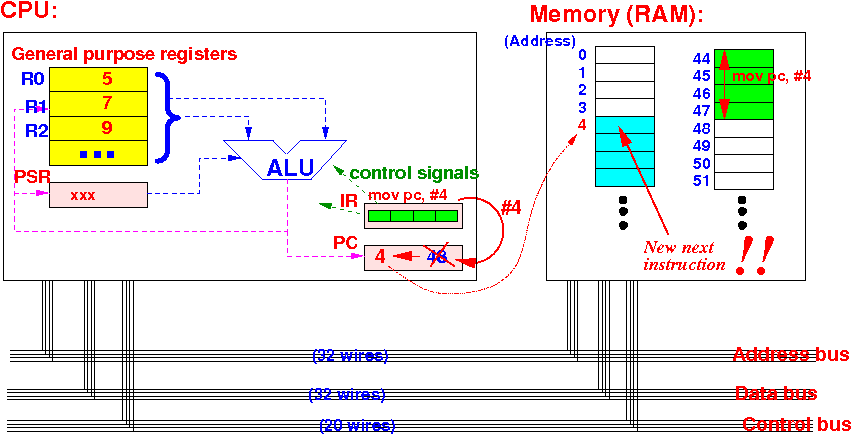 CPU:
Memory (RAM):
General purpose registers
(Address)
R0 5
R1 7
R2 9
...
PSR
xxx
ALU
control signals
IR
mov pc, #4
#4
PC
4
48
0
1
2
3
4
44
45
46
47
48
49
50
51
mov pc, #4
New next
instruction
!!
(32 wires)
Address bus
(32 wires)
Data bus
(20 wires)
Control bus